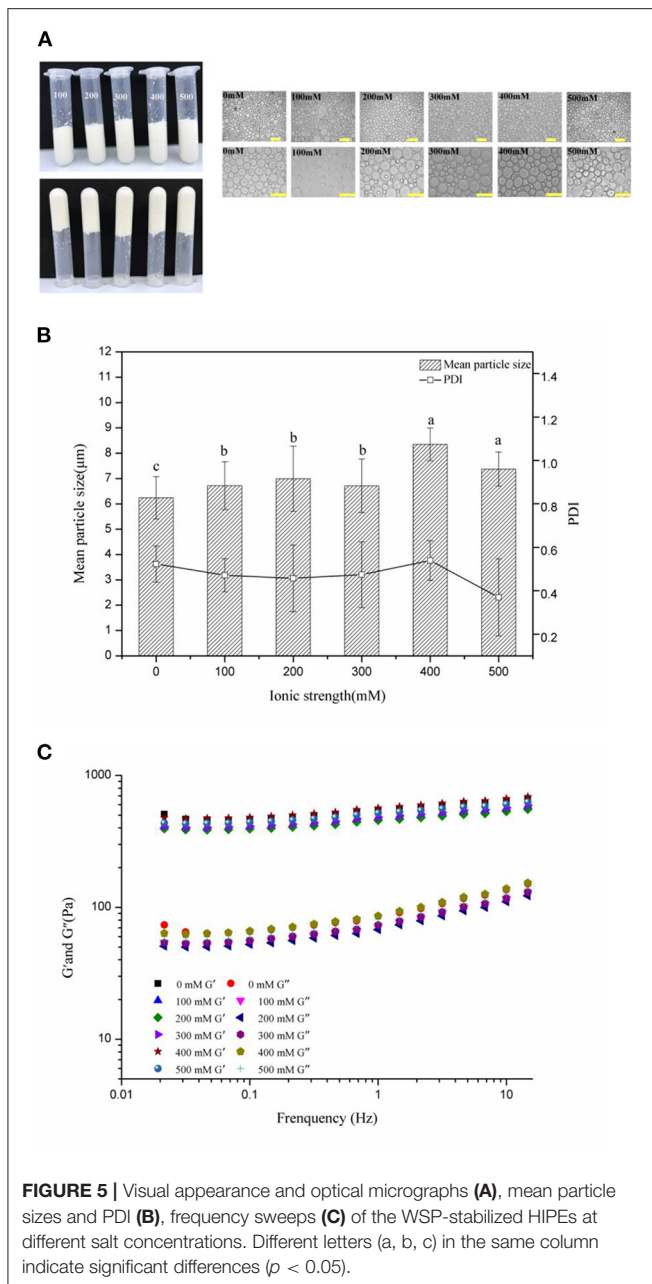 A
100 200 300 400 500
0mM 100mM 200mM 300mM 400mM 500mM
0mM 100mM 200mM 300mM 400mM 500mM
B
12
11
10
9
8
7
6
5
4
3
2
1
0
Mean particle size(μm)
Mean particle size
PDI
c b b b a a
1.4
1.2
1.0
0.8
0.6
0.4
0.2
PDI
0 100 200 300 400 500
Ionic strength(mM)
C
1000
100
10
G'and G″(Pa)
0 mM G′ 0 mM G″
100 mM G′ 100 mM G″
200 mM G′ 200 mM G″
300 mM G′ 300 mM G″
400 mM G′ 400 mM G″
500 mM G′ 500 mM G″
0.01 0.1 1 10
Frenquency (Hz)
FIGURE 5 | Visual appearance and optical micrographs (A), mean particle
sizes and PDI (B), frequency sweeps (C) of the WSP-stabilized HIPEs at
different salt concentrations. Different letters (a, b, c) in the same column
indicate significant differences (p < 0.05).